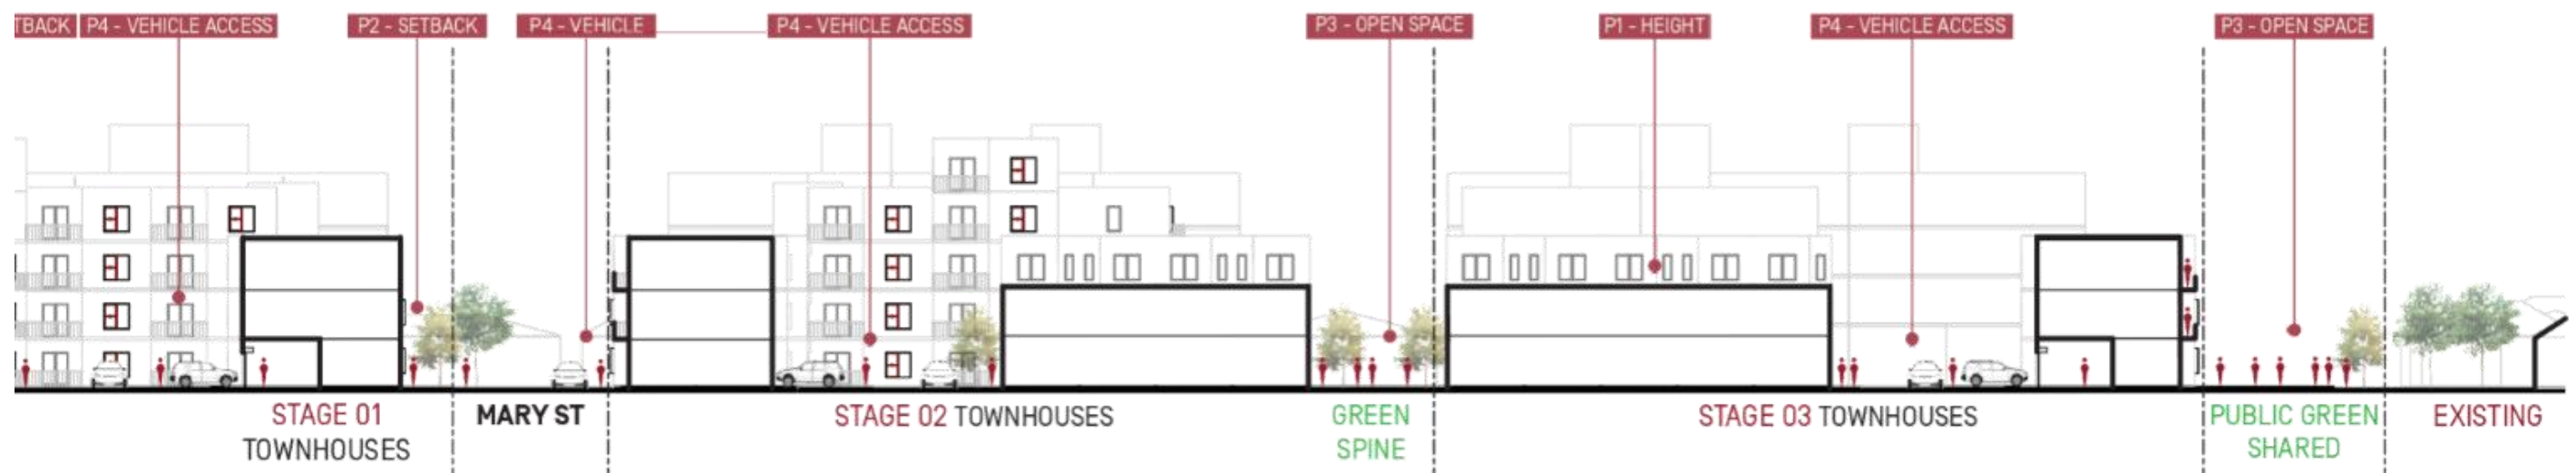 TBACK
P4 - VEHICLE ACCESS
P2 - SETBACK
P4 - VEHICLE
P4 - VEHICLE ACCESS
P3 - OPEN SPACE
P1 - HEIGHT
P4 - VEHICLE ACCESS
P3 - OPEN SPACE
STAGE 01
TOWNHOUSES
MARY ST
STAGE 02 TOWNHOUSES
GREEN
SPINE
STAGE 03 TOWNHOUSES
PUBLIC GREEN
SHARED
EXISTING